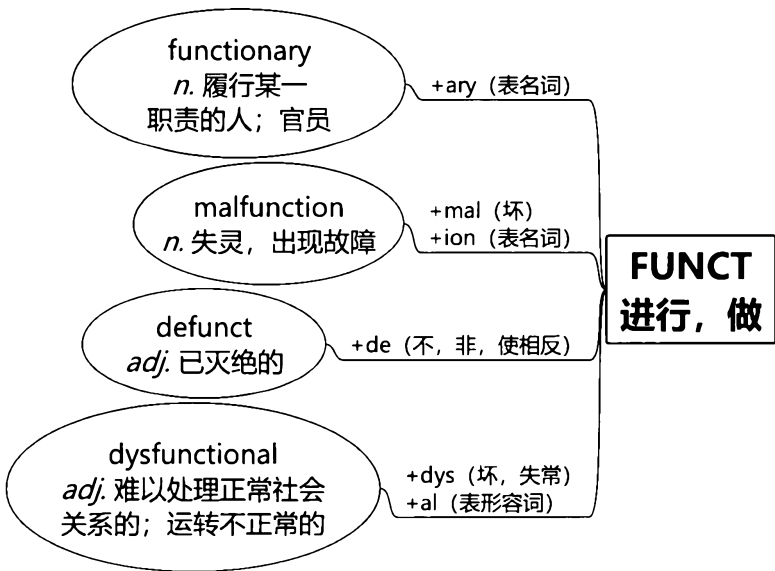 functionary
n. 履行某一
职责的人；官员
+ary（表名词）
malfunction
n. 失灵，出现故障
+mal（坏）
+ion（表名词）
FUNCT
进行，做
defunct
adj. 已灭绝的
+de（不，非，使相反）
dysfunctional
adj. 难以处理正常社会
关系的；运转不正常的
+dys（坏，失常）
+al（表形容词）